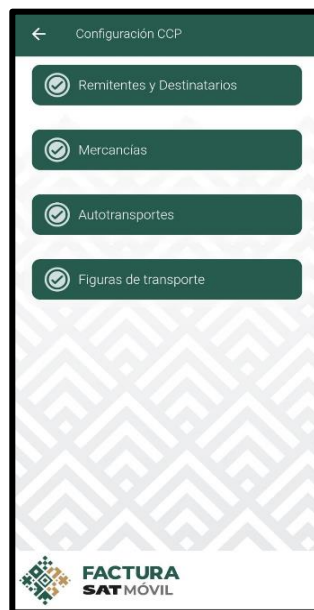 Configuración CCP
Remitentes y Destinatarios
Mercancías
Autotransportes
Figuras de transporte
FACTURA
SAT MÓVIL